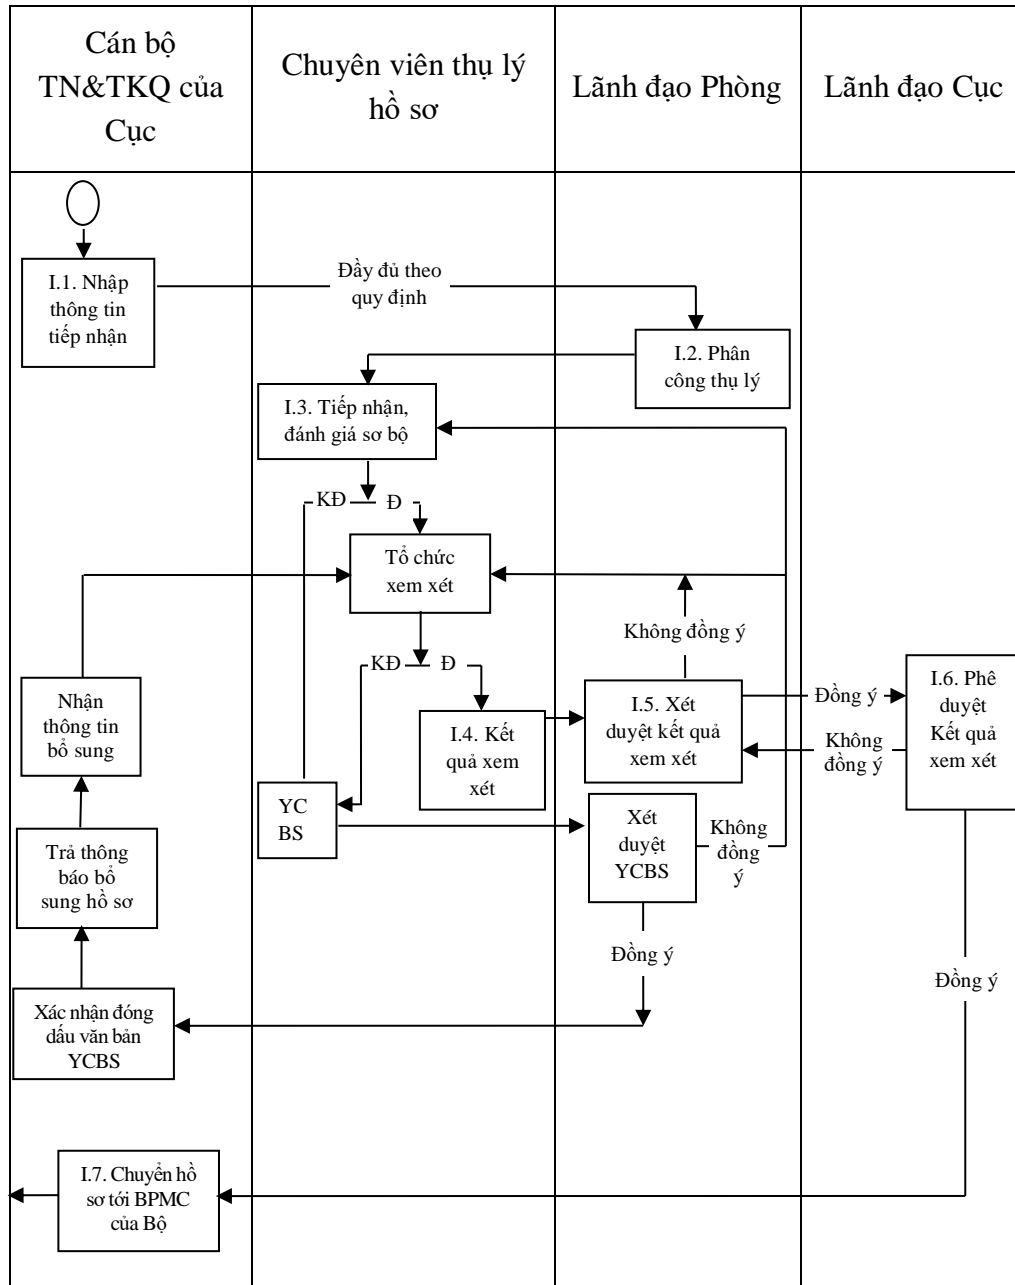 Cán bộ
TN&TKQ của
Cục
Chuyên viên thụ lý
hồ sơ
Lãnh đạo Phòng
Lãnh đạo Cục
I.1. Nhập
thông tin
tiếp nhận
Đầy đủ theo
quy định
I.2. Phân
công thụ lý
I.3. Tiếp nhận,
đánh giá sơ bộ
KĐ
Đ
Tổ chức
xem xét
Không đồng ý
KĐ
Đ
Nhận
thông tin
bổ sung
I.4. Kết
quả xem
xét
I.5. Xét
duyệt kết quả
xem xét
Đồng ý
Không
đồng ý
I.6. Phê
duyệt
Kết quả
xem xét
YC
BS
Xét
duyệt
YCBS
Không
đồng
ý
Trả thông
báo bổ
sung hồ sơ
Đồng ý
Đồng ý
Xác nhận đóng
dấu văn bản
YCBS
I.7. Chuyển hồ
sơ tới BPMC
của Bộ